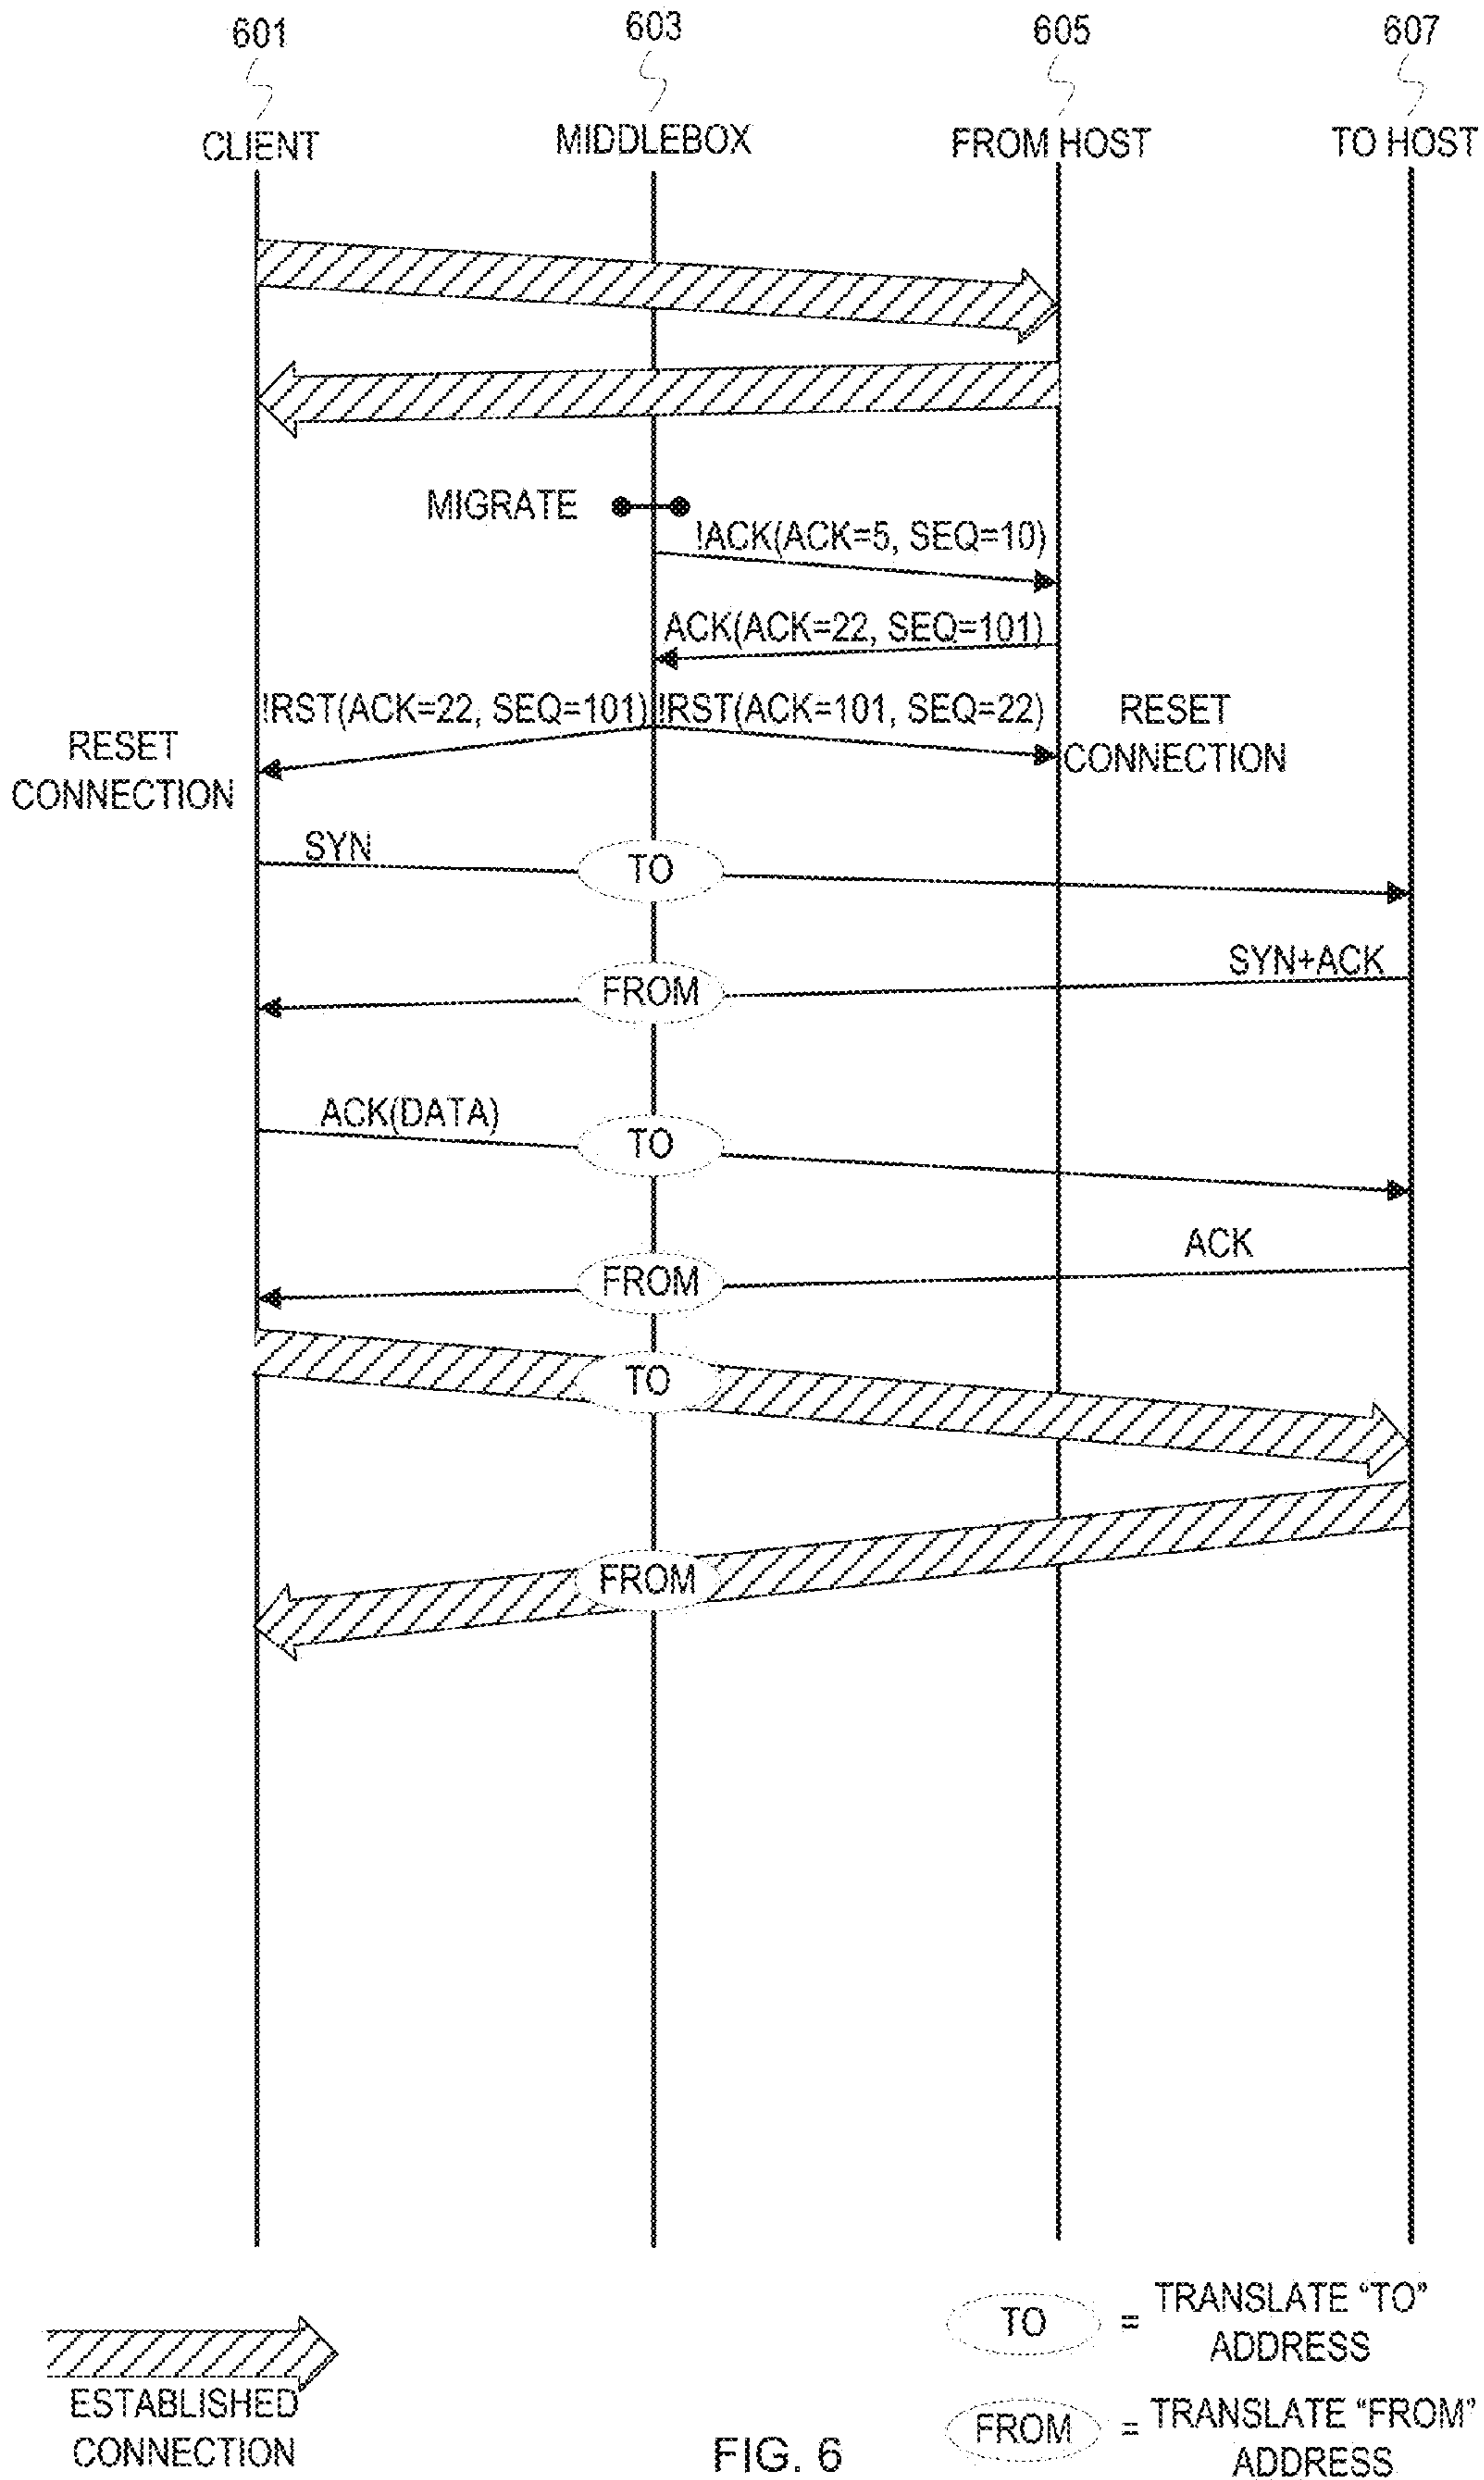 601
603
605
607
CLIENT
MIDDLEBOX
FROM HOST
TO HOST
MIGRATE
!ACK(ACK=5, SEQ=10)
ACK(ACK=22, SEQ=101)
!RST(ACK=22, SEQ=101)
!RST(ACK=101, SEQ=22)
RESET
CONNECTION
RESET
CONNECTION
SYN
TO
SYN+ACK
FROM
ACK(DATA)
TO
ACK
FROM
TO
FROM
ESTABLISHED
CONNECTION
TO
=
TRANSLATE “TO”
ADDRESS
FROM
=
TRANSLATE “FROM”
ADDRESS
FIG. 6